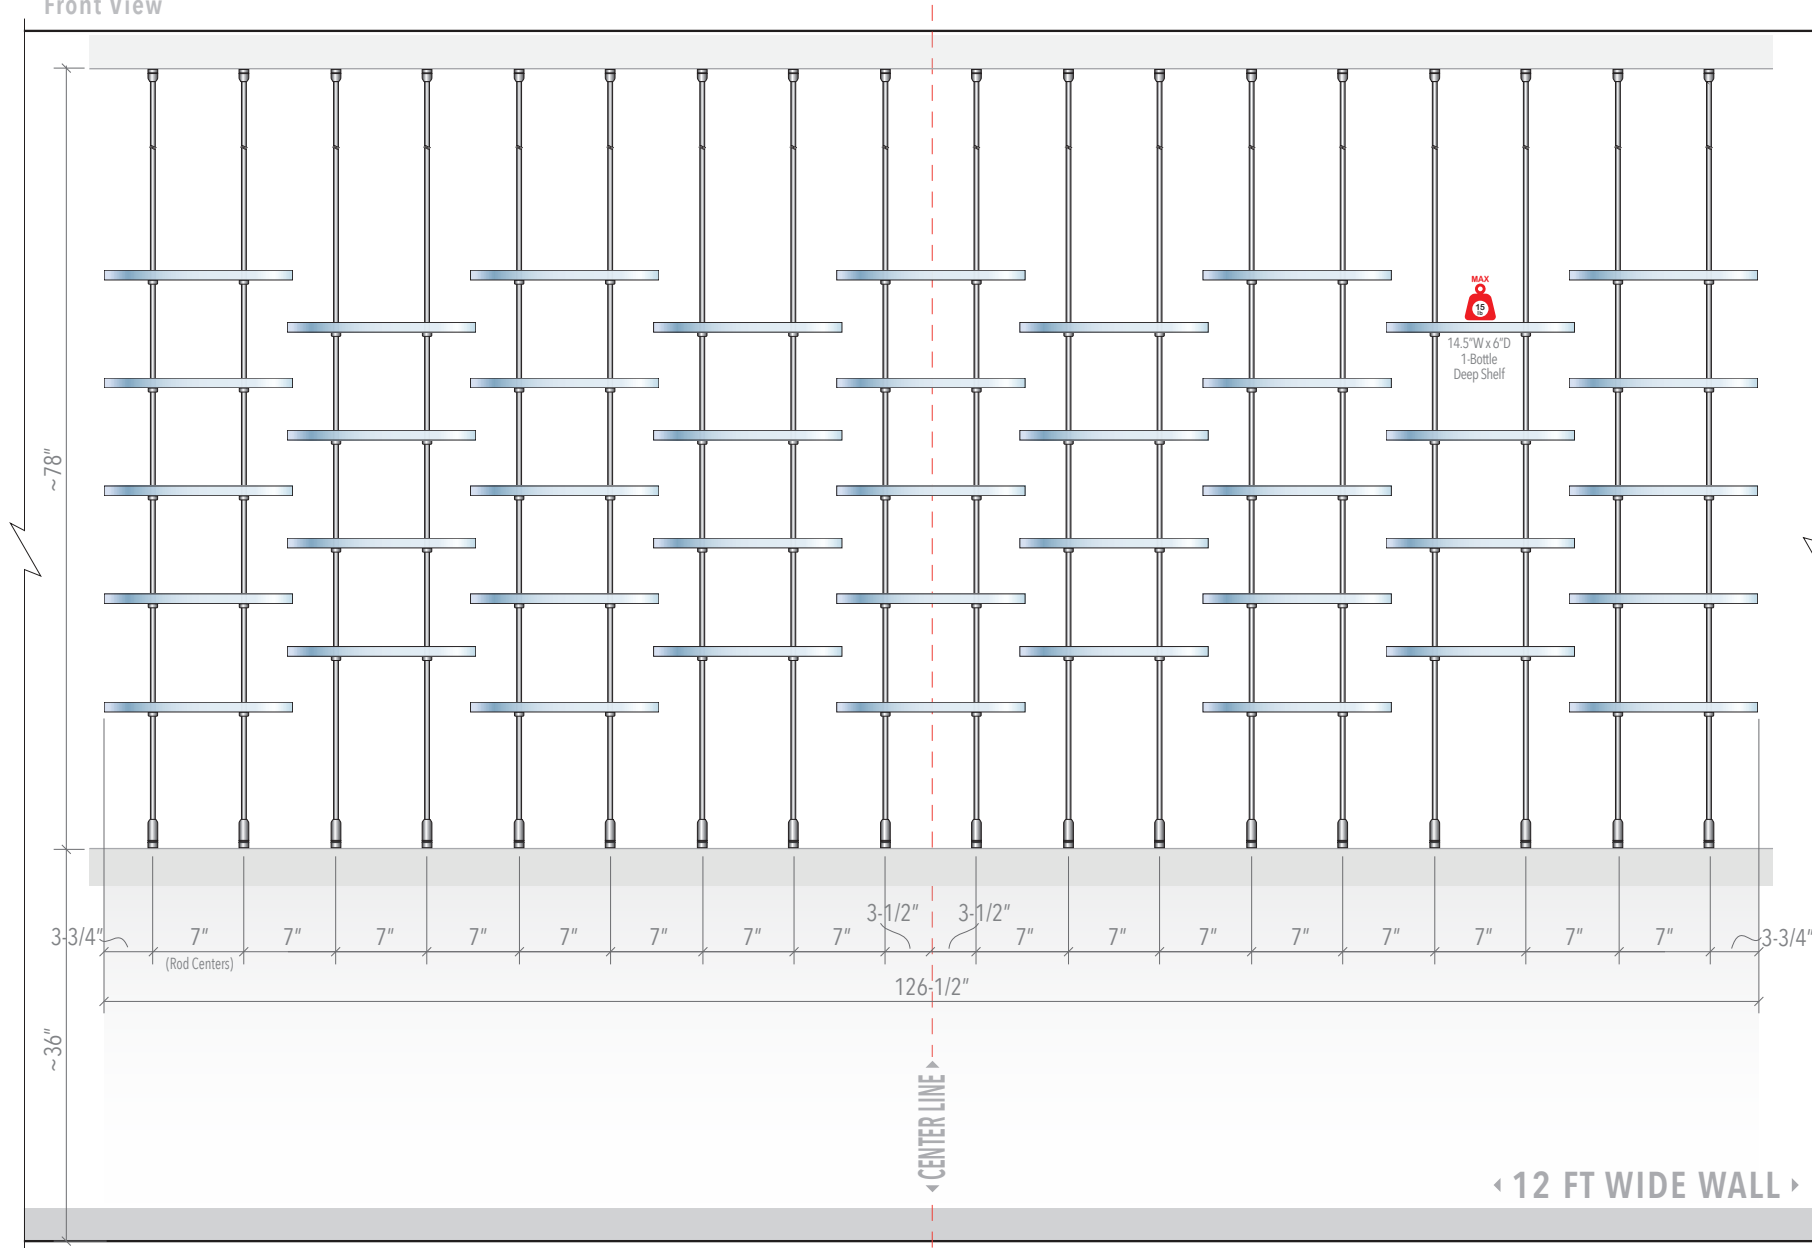 Front View
MAX
15
lb
14.5"W x 6"D
1-Bottle
Deep Shelf
~78"
3-1/2" 3-1/2"
3-3/4" 7" 7" 7" 7" 7" 7" 7" 7" 7" 7" 7" 7" 7" 7" 7" 7" 3-3/4"
(Rod Centers)
126-1/2"
~36"
CENTER LINE
12 FT WIDE WALL